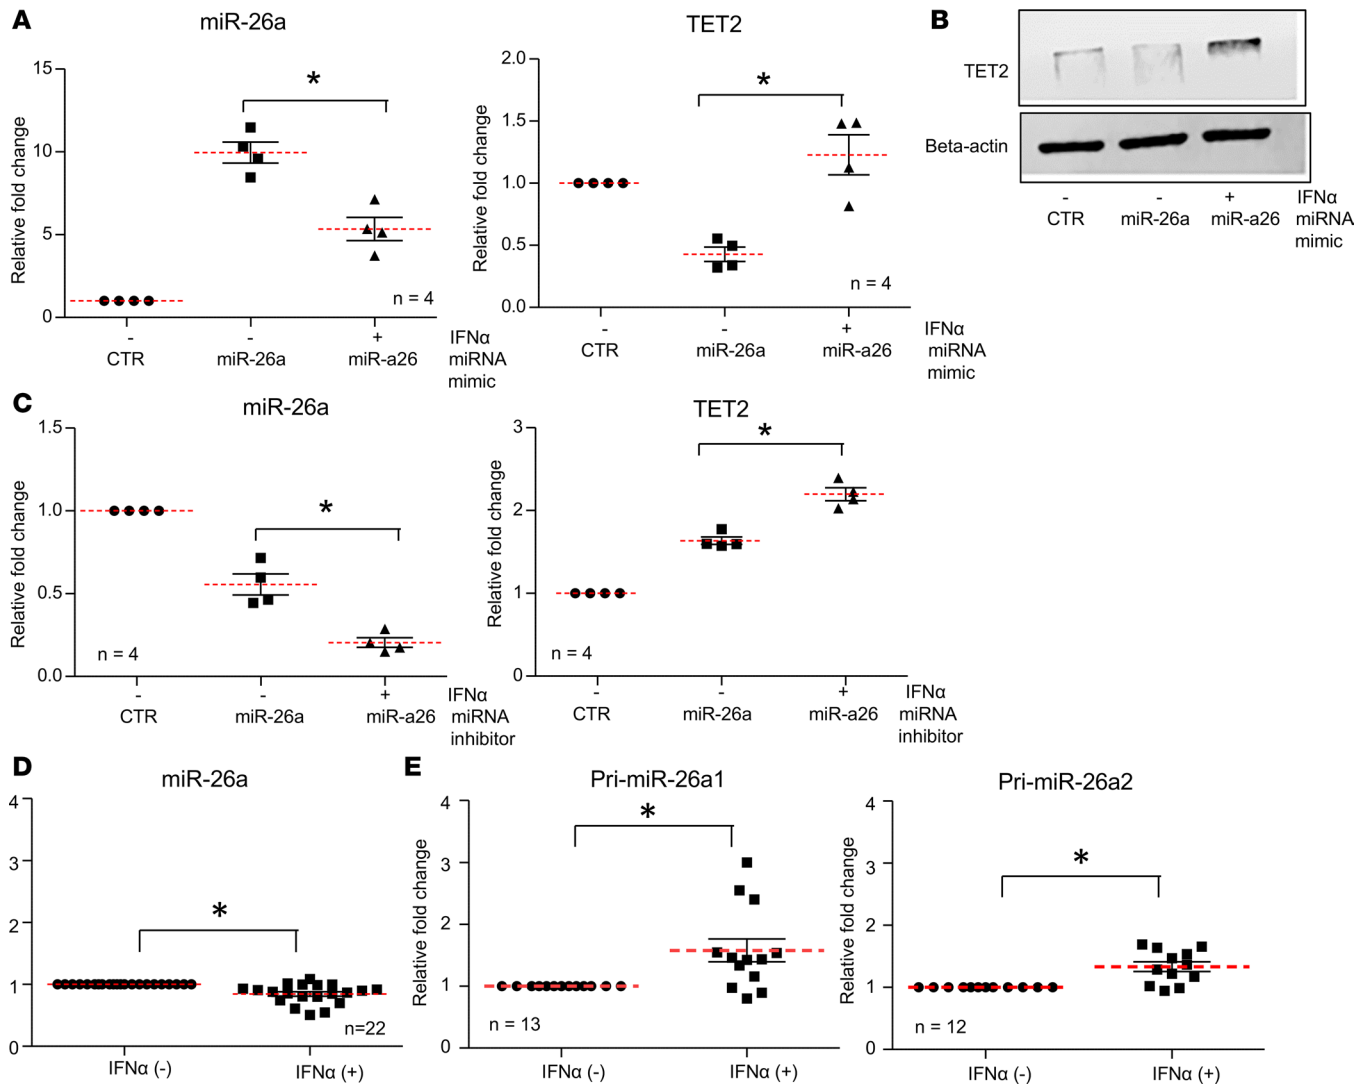 A
miR-26a
Relative fold change
15
10
5
0
*
n = 4
- - + IFNα
CTR miR-26a miR-a26 miRNA
mimic
TET2
Relative fold change
2.0
1.5
1.0
0.5
0.0
*
n = 4
- - + IFNα
CTR miR-26a miR-a26 miRNA
mimic
B
TET2
Beta-actin
- - + IFNα
CTR miR-26a miR-a26 miRNA
mimic
C
miR-26a
Relative fold change
1.5
1.0
0.5
0.0
*
n = 4
- - + IFNα
CTR miR-26a miR-a26 miRNA
inhibitor
TET2
Relative fold change
3
2
1
0
*
n = 4
- - + IFNα
CTR miR-26a miR-a26 miRNA
inhibitor
D
miR-26a
4
3
2
1
0
*
n=22
IFNα (-) IFNα (+)
E
Pri-miR-26a1
Relative fold change
4
3
2
1
0
*
n = 13
IFNα (-) IFNα (+)
Pri-miR-26a2
Relative fold change
4
3
2
1
0
*
n = 12
IFNα (-) IFNα (+)